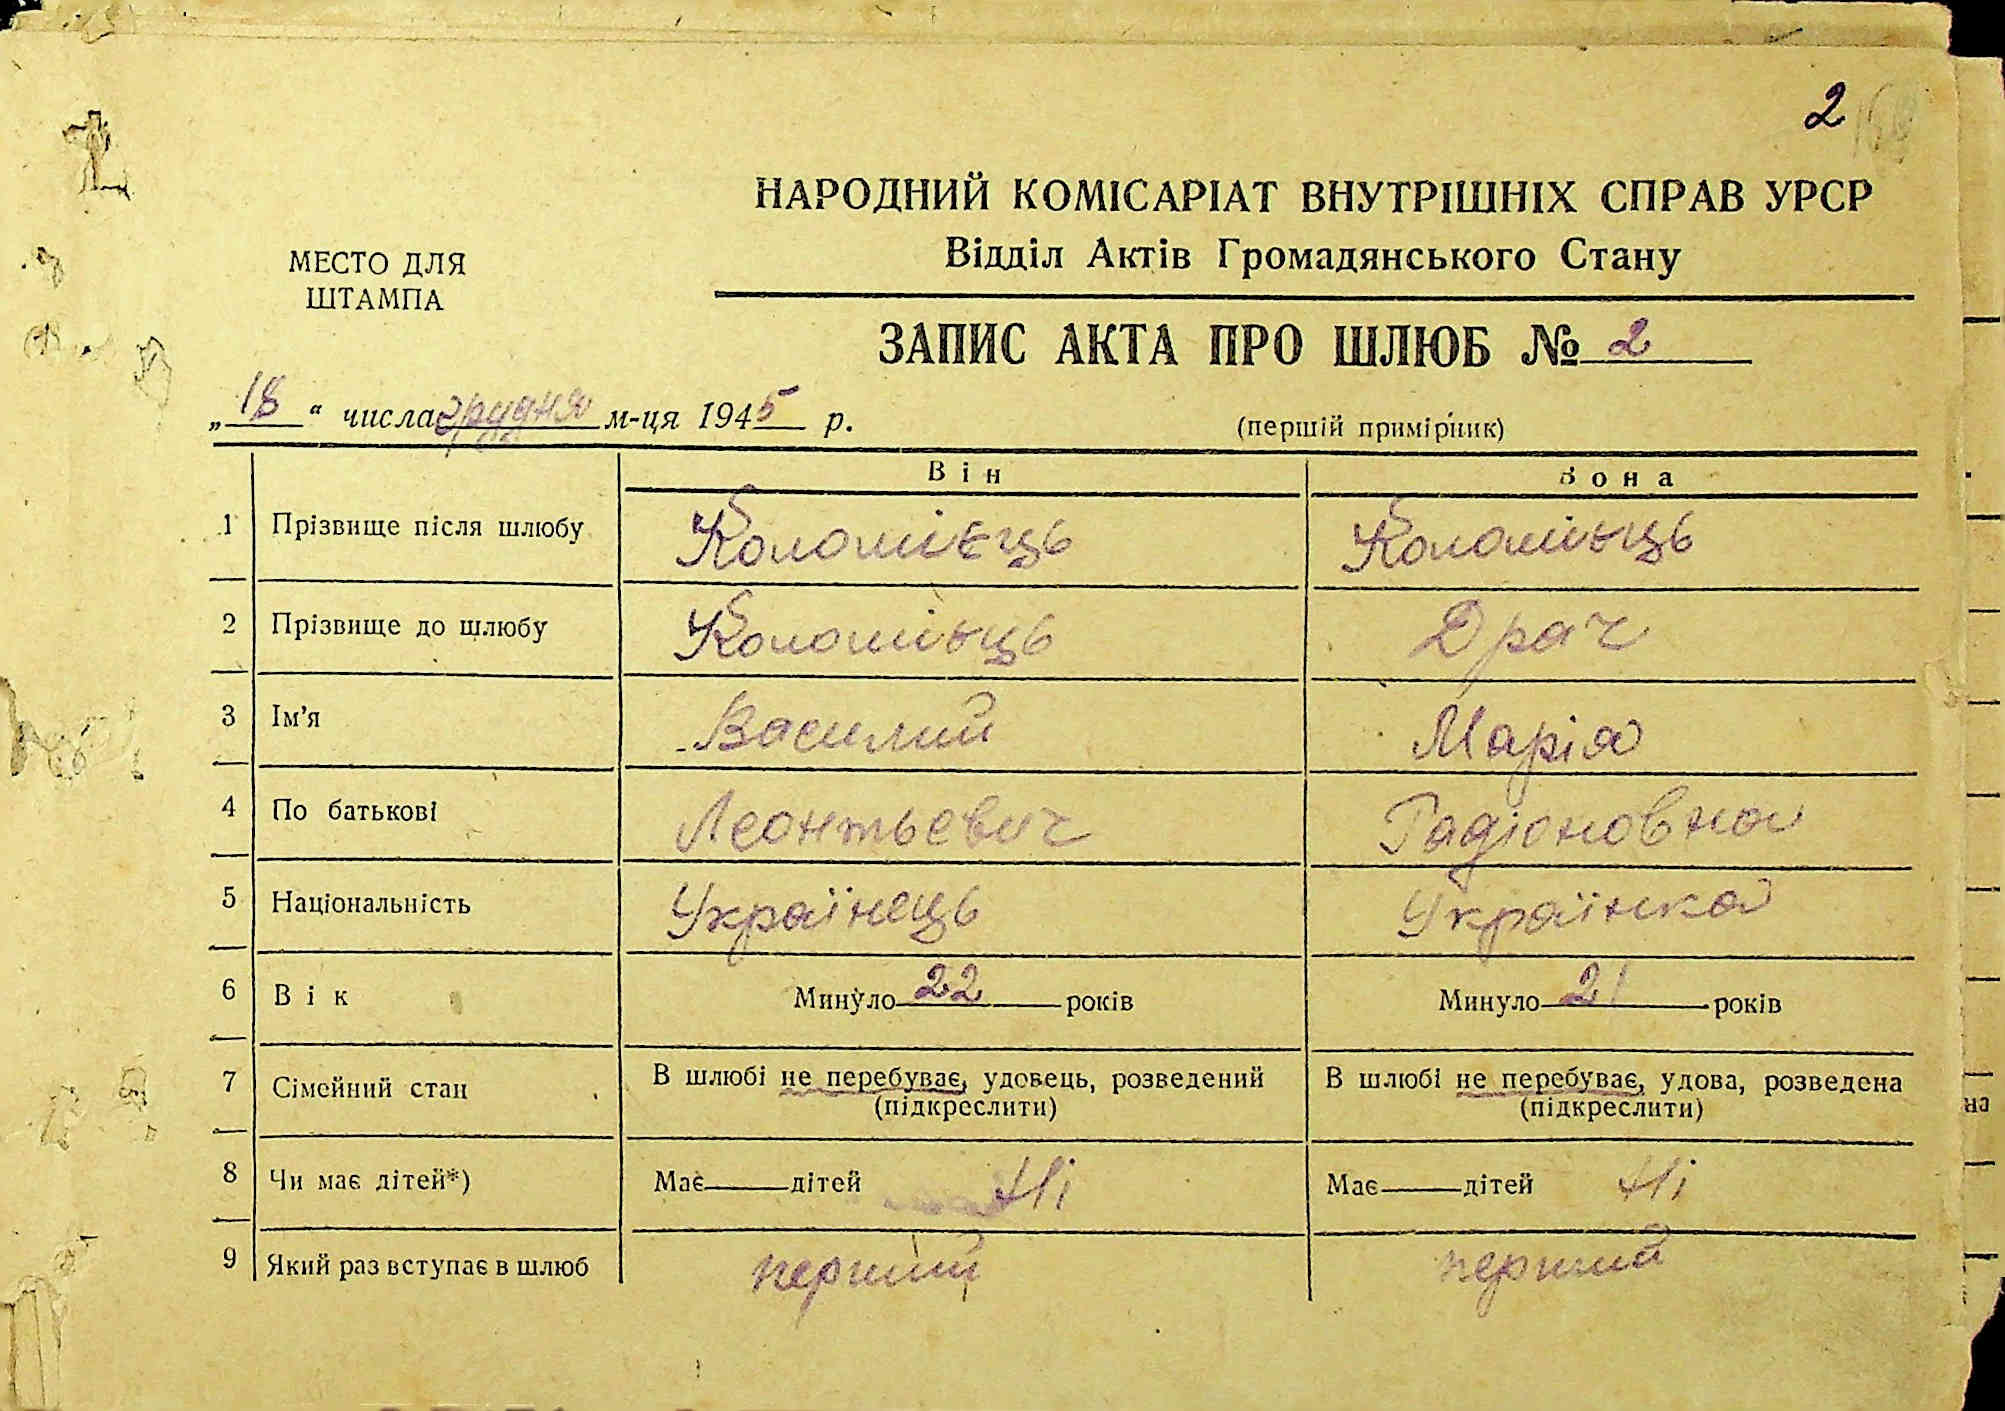 2
НАРОДНИЙ КОМІСАРІАТ ВНУТРІШНІХ СПРАВ УРСР
Відділ Актів Громадянського Стану
МЕСТО ДЛЯ
ШТАМПА
ЗАПИС АКТА ПРО ШЛЮБ № 2
„18“ числа грудня м-ця 1945 р.
(першій примірник)
Він Вона
1 Прізвище після шлюбу Коломієць Коломієць
2 Прізвище до шлюбу Коломієць Драч
3 Ім'я Василий Марія
4 По батькові Леонтьевич Радіоновна
5 Національність Українець Українка
6 Вік Минуло 22 років Минуло 21 років
7 Сімейний стан В шлюбі не перебуває, удовець, розведений В шлюбі не перебуває, удова, розведена
(підкреслити) (підкреслити)
8 Чи має дітей*) Має дітей Ні Має дітей Ні
9 Який раз вступає в шлюб перший перший
на